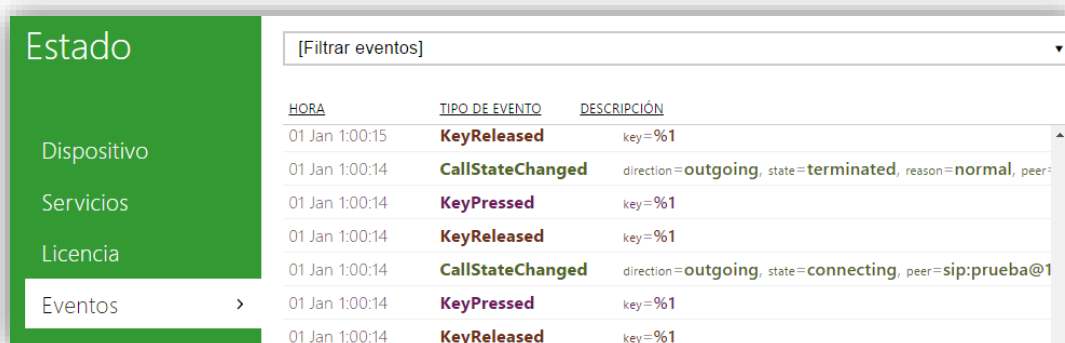 Estado
[Filtrar eventos]
HORA TIPO DE EVENTO DESCRIPCIÓN
01 Jan 1:00:15 KeyReleased key=%1
Dispositivo
01 Jan 1:00:14 CallStateChanged direction=outgoing, state=terminated, reason=normal, peer=
Servicios
01 Jan 1:00:14 KeyPressed key=%1
01 Jan 1:00:14 KeyReleased key=%1
Licencia
01 Jan 1:00:14 CallStateChanged direction=outgoing, state=connecting, peer=sip:prueba@1
Eventos >
01 Jan 1:00:14 KeyPressed key=%1
01 Jan 1:00:14 KeyReleased key=%1